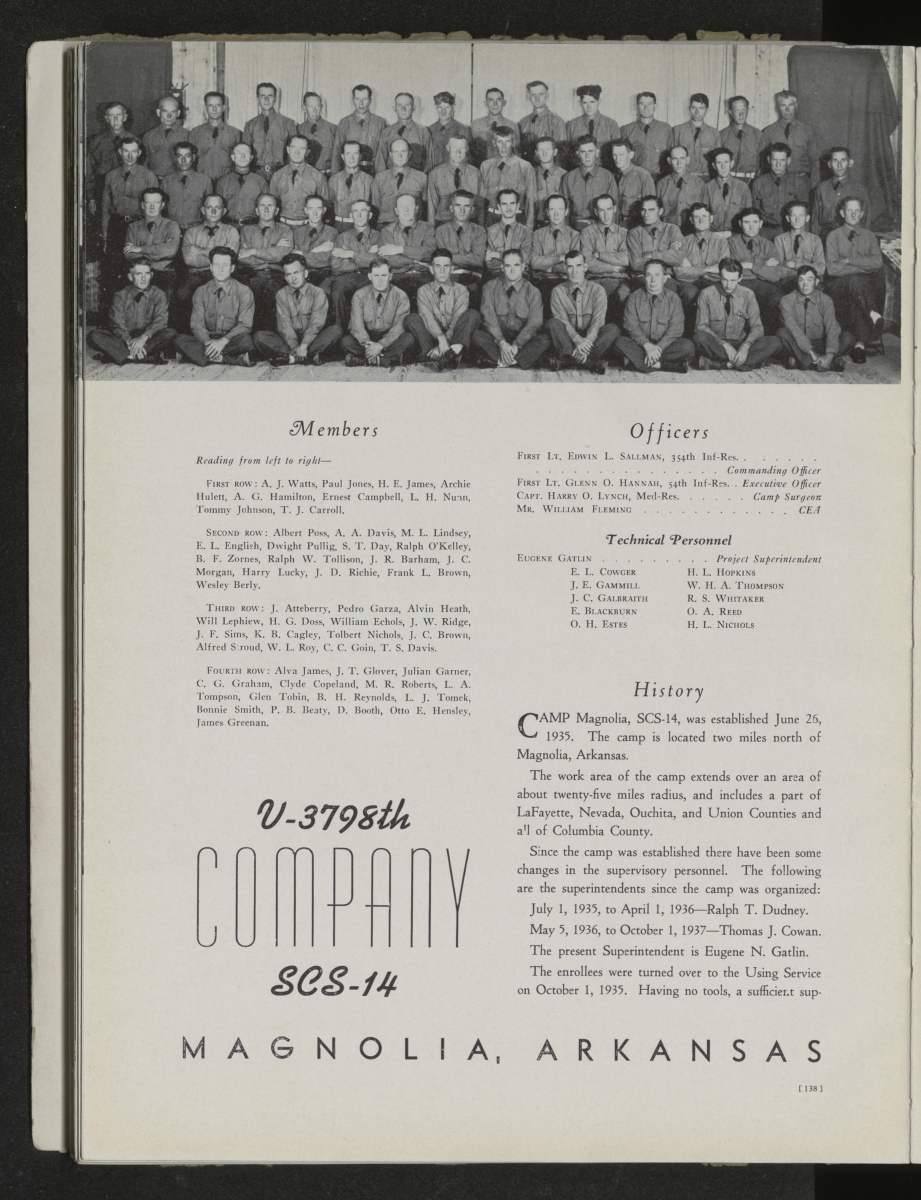 Members
Reading from left to right—
FIRST ROW: A. J. Watts, Paul Jones, H. E. James, Archie
Hulett, A. G. Hamilton, Ernest Campbell, L. H. Nunn,
Tommy Johnson, T. J. Carroll.
SECOND ROW: Albert Poss, A. A. Davis, M. L. Lindsey,
E. L. English, Dwight Pullig, S. T. Day, Ralph O'Kelley,
B. F. Zornes, Ralph W. Tollison, J. R. Barham, J. C.
Morgan, Harry Lucky, J. D. Richie, Frank L. Brown,
Wesley Berly.
THIRD ROW: J. Atteberry, Pedro Garza, Alvin Heath,
Will Lephiew, H. G. Doss, William Echols, J. W. Ridge,
J. F. Sims, K. B. Cagley, Tolbert Nichols, J. C. Brown,
Alfred S:roud, W. L. Roy, C. C. Goin, T. S. Davis.
FOURTH ROW: Alva James, J. T. Glover, Julian Garner,
C. G. Graham, Clyde Copeland, M. R. Roberts, L. A.
Tompson, Glen Tobin, B. H. Reynolds, L. J. Tomek,
Bonnie Smith, P. B. Beaty, D. Booth, Otto E. Hensley,
James Greenan.
U-3798th
COMPANY
SCS-14
Officers
FIRST LT. EDWIN L. SALLMAN, 354th Inf-Res. . . . . . .
. . . . . . . . . . . . . . . Commanding Officer
FIRST LT. GLENN O. HANNAH, 54th Inf-Res. . Executive Officer
CAPT. HARRY O. LYNCH, Med-Res. . . . . . Camp Surgeon
MR. WILLIAM FLEMING . . . . . . . . . . . . CEA
Technical Personnel
EUGENE GATLIN . . . . . . . . . Project Superintendent
E. L. COWGER H. L. HOPKINS
J. E. GAMMILL W. H. A. THOMPSON
J. C. GALBRAITH R. S. WHITAKER
E. BLACKBURN O. A. REED
O. H. ESTES H. L. NICHOLS
History
CAMP Magnolia, SCS-14, was established June 26,
1935. The camp is located two miles north of
Magnolia, Arkansas.
The work area of the camp extends over an area of
about twenty-five miles radius, and includes a part of
LaFayette, Nevada, Ouchita, and Union Counties and
all of Columbia County.
Since the camp was established there have been some
changes in the supervisory personnel. The following
are the superintendents since the camp was organized:
July 1, 1935, to April 1, 1936—Ralph T. Dudney.
May 5, 1936, to October 1, 1937—Thomas J. Cowan.
The present Superintendent is Eugene N. Gatlin.
The enrollees were turned over to the Using Service
on October 1, 1935. Having no tools, a sufficient sup-
MAGNOLIA, ARKANSAS
[ 138 ]